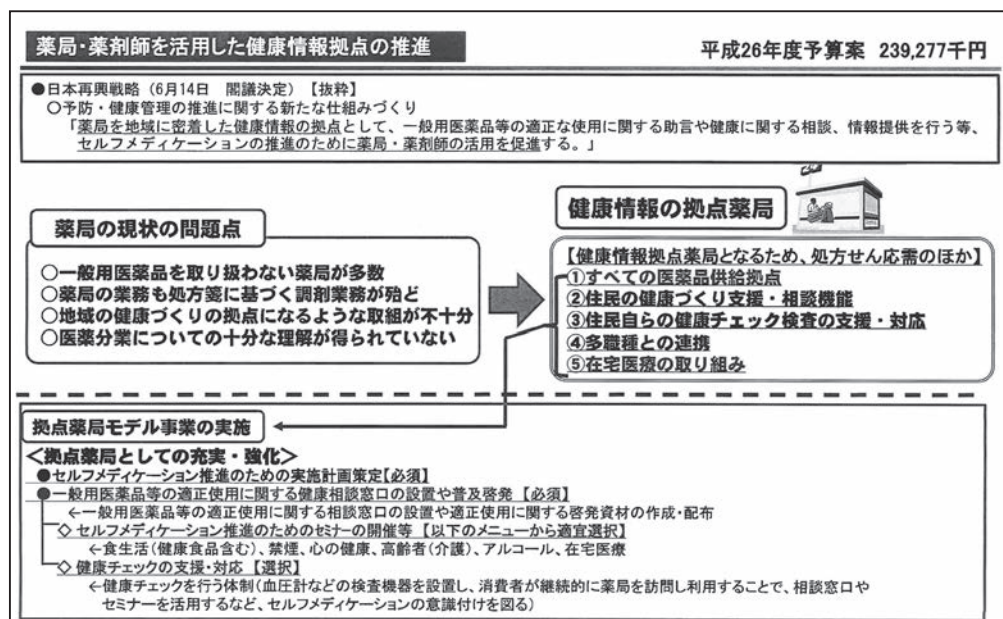 薬局・薬剤師を活用した健康情報拠点の推進
平成26年度予算案 239,277千円
●日本再興戦略(6月14日 閣議決定)【抜粋】
○予防・健康管理の推進に関する新たな仕組みづくり
「薬局を地域に密着した健康情報の拠点として、一般用医薬品等の適正な使用に関する助言や健康に関する相談、情報提供を行う等、
セルフメディケーションの推進のために薬局・薬剤師の活用を促進する。」
薬局の現状の問題点
○一般用医薬品を取り扱わない薬局が多数
○薬局の業務も処方箋に基づく調剤業務が殆ど
○地域の健康づくりの拠点になるような取組が不十分
○医薬分業についての十分な理解が得られていない
健康情報の拠点薬局
【健康情報拠点薬局となるため、処方せん応需のほか】
①すべての医薬品供給拠点
②住民の健康づくり支援・相談機能
③住民自らの健康チェック検査の支援・対応
④多職種との連携
⑤在宅医療の取り組み
拠点薬局モデル事業の実施
<拠点薬局としての充実・強化>
●セルフメディケーション推進のための実施計画策定【必須】
●一般用医薬品等の適正使用に関する健康相談窓口の設置や普及啓発 【必須】
←一般用医薬品等の適正使用に関する相談窓口の設置や適正使用に関する啓発資材の作成・配布
◇ セルフメディケーション推進のためのセミナーの開催等 【以下のメニューから適宜選択】
←食生活(健康食品含む)、禁煙、心の健康、高齢者(介護)、アルコール、在宅医療
◇ 健康チェックの支援・対応 【選択】
←健康チェックを行う体制(血圧計などの検査機器を設置し、消費者が継続的に薬局を訪問し利用することで、相談窓口や
セミナーを活用するなど、セルフメディケーションの意識付けを図る)